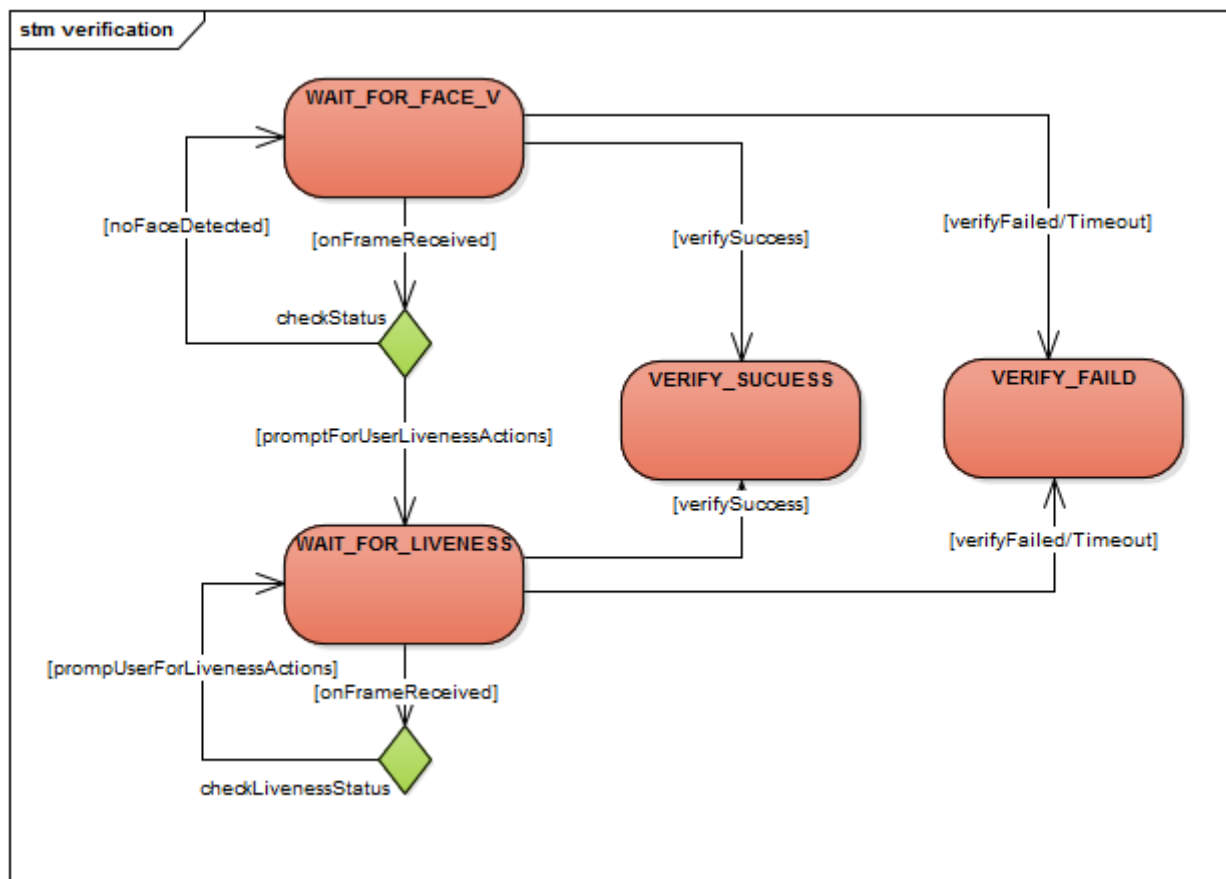 stm verification
WAIT_FOR_FACE_V
[noFaceDetected]
[onFrameReceived]
[verifySuccess]
[verifyFailed/Timeout]
checkStatus
VERIFY_SUCUESS
VERIFY_FAILD
[promptForUserLivenessActions]
[verifySuccess]
WAIT_FOR_LIVENESS
[verifyFailed/Timeout]
[prompUserForLivenessActions]
[onFrameReceived]
checkLivenessStatus